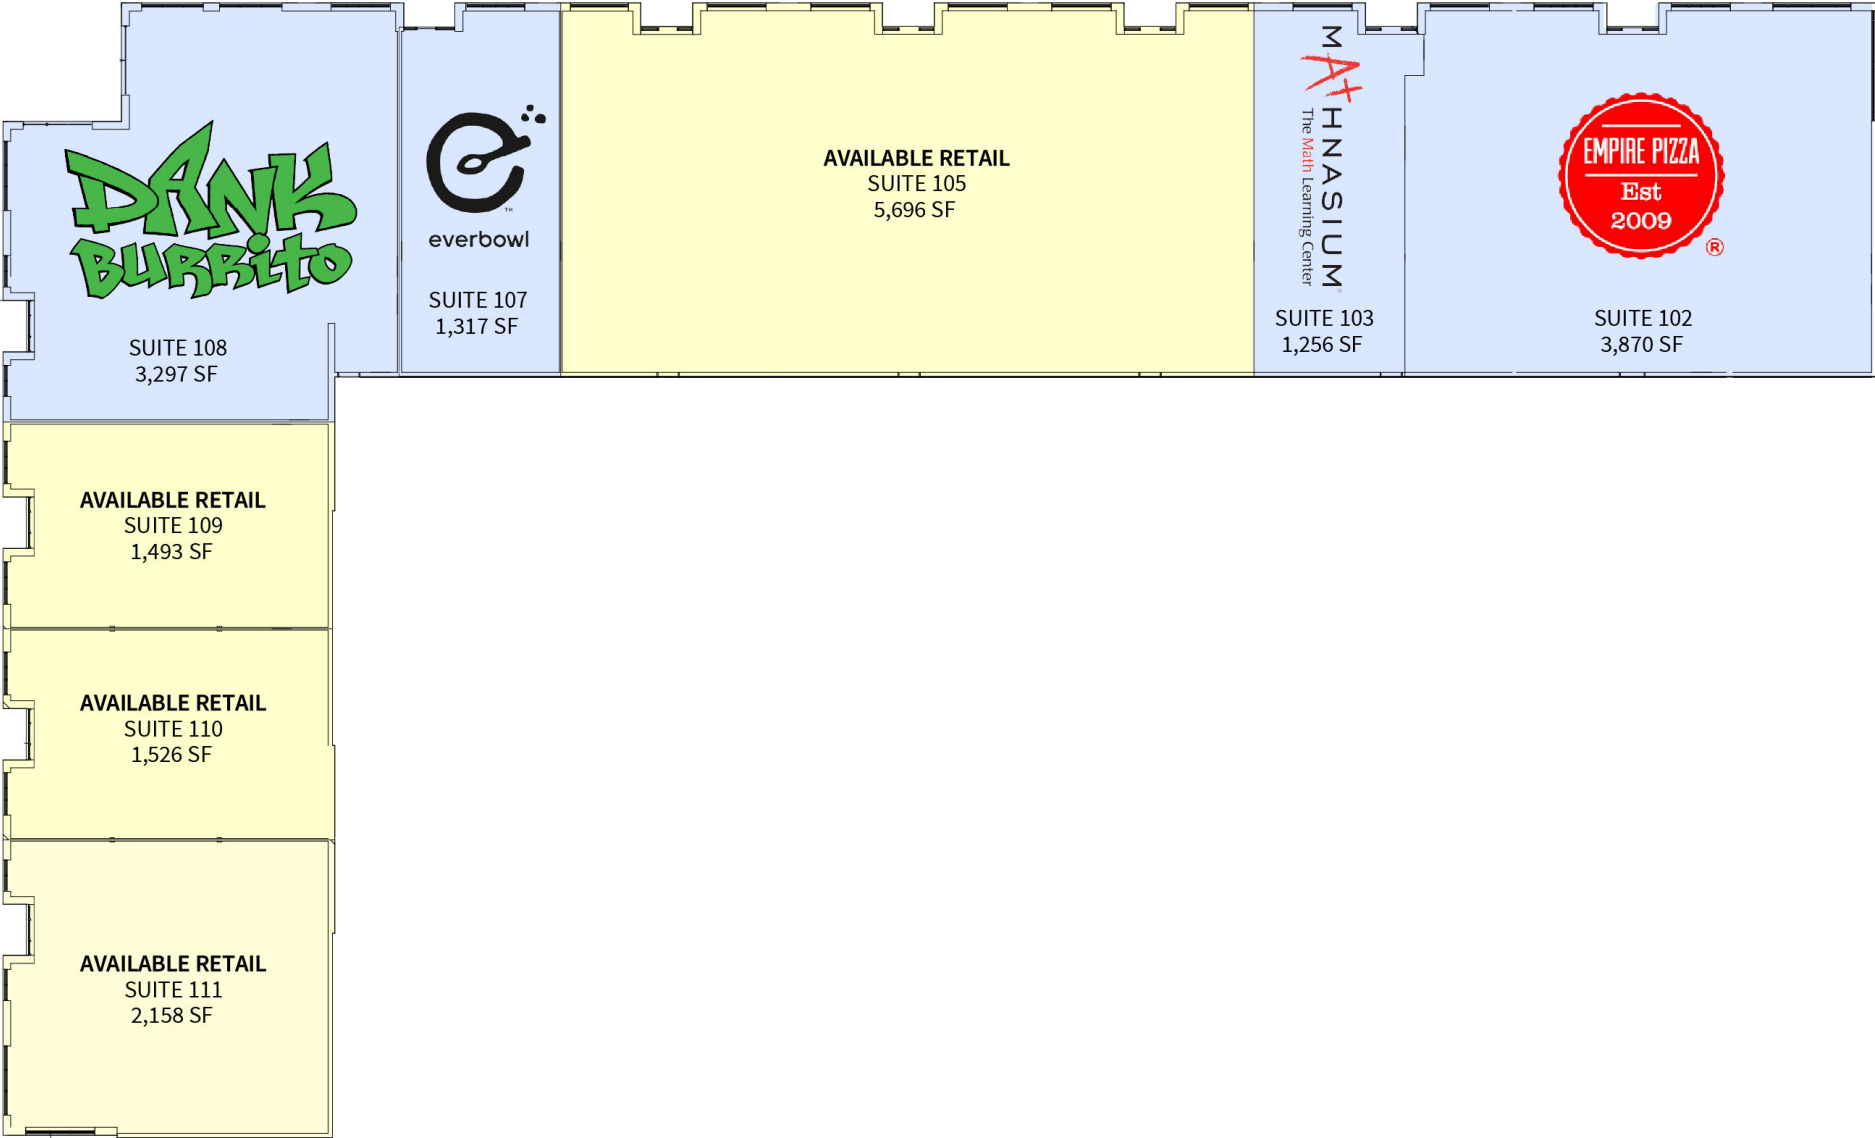 DANK
BURRITO
SUITE 108
3,297 SF
everbowl
™
SUITE 107
1,317 SF
AVAILABLE RETAIL
SUITE 105
5,696 SF
MATHNASIUM
The Math Learning Center
SUITE 103
1,256 SF
EMPIRE PIZZA
Est
2009
®
SUITE 102
3,870 SF
AVAILABLE RETAIL
SUITE 109
1,493 SF
AVAILABLE RETAIL
SUITE 110
1,526 SF
AVAILABLE RETAIL
SUITE 111
2,158 SF